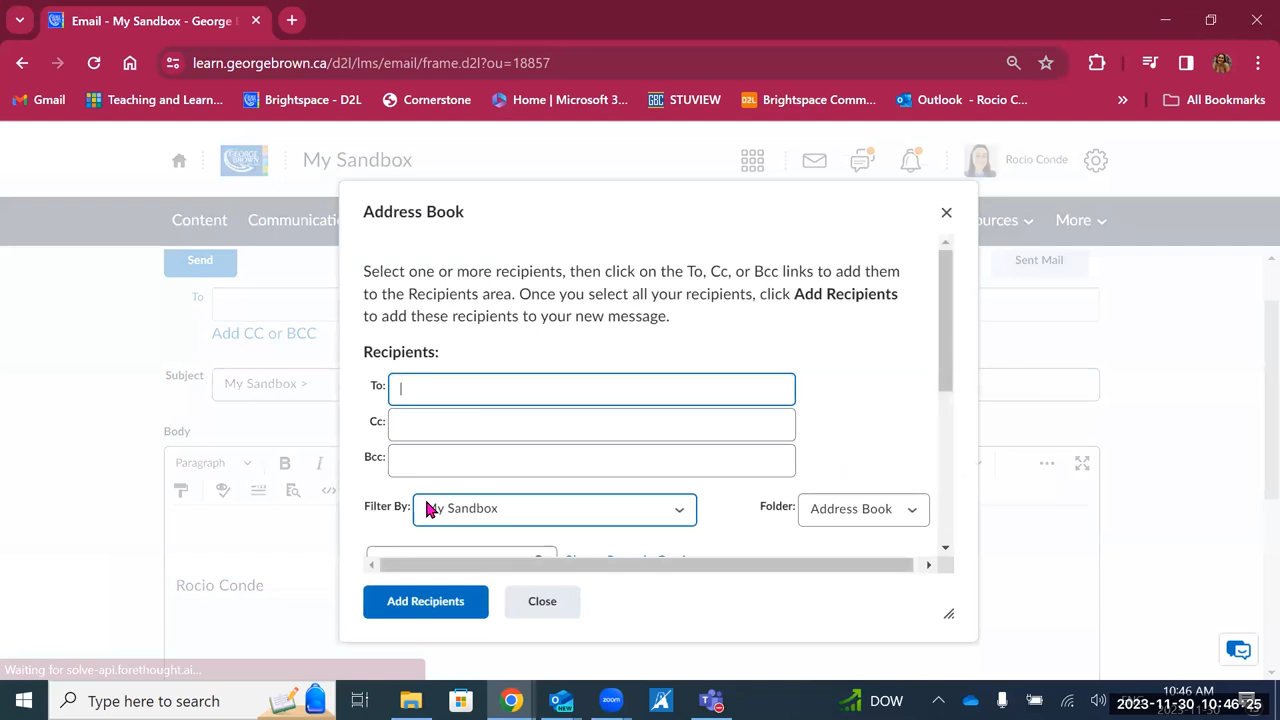 Email - My Sandbox - George
learn.georgebrown.ca/d2l/lms/email/frame.d2l?ou=18857
Gmail
Teaching and Learn...
Brightspace - D2L
Cornerstone
Home | Microsoft 3...
GBC STUVIEW
D2L Brightspace Comm...
Outlook - Rocio C...
»
All Bookmarks
GEORGE BROWN
My Sandbox
Rocio Conde
Content
Communicati
ources
More
Address Book
Send
Sent Mail
Select one or more recipients, then click on the To, Cc, or Bcc links to add them
to the Recipients area. Once you select all your recipients, click Add Recipients
to add these recipients to your new message.
To
Add CC or BCC
Recipients:
Subject
My Sandbox >
To:
Cc:
Body
Bcc:
Paragraph
B
I
Filter By:
My Sandbox
Folder:
Address Book
Rocio Conde
Add Recipients
Close
Waiting for solve-api.forethought.ai...
Type here to search
NEW
zoom
DOW
10:46 AM
2023-11-30 10:46:25